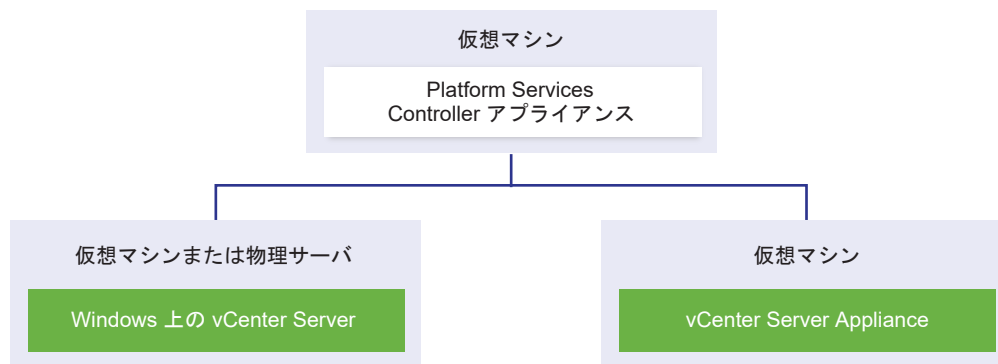 仮想マシン
Platform Services
Controller アプライアンス
仮想マシンまたは物理サーバ
Windows 上の vCenter Server
仮想マシン
vCenter Server Appliance